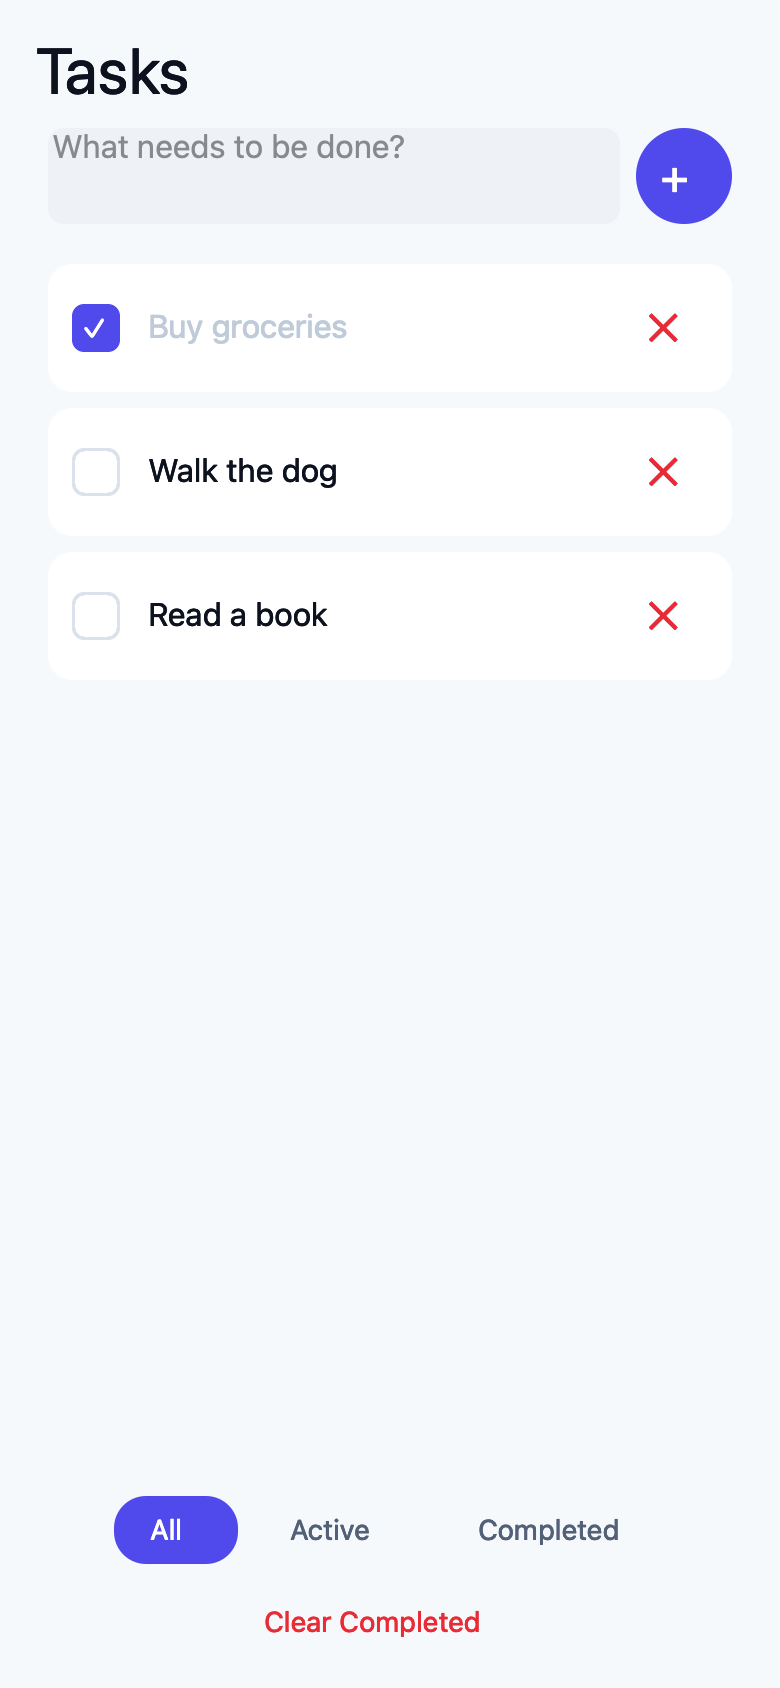 Tasks
What needs to be done?
+
Buy groceries
Walk the dog
Read a book
All
Active
Completed
Clear Completed